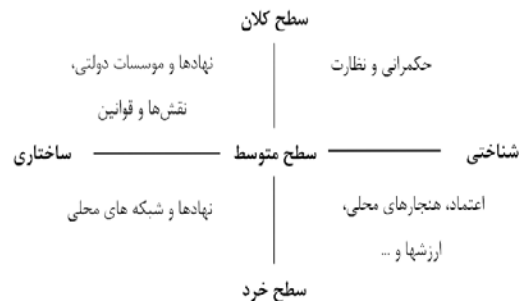 سطح کلان
حکمرانی و نظارت
نهادها و موسسات دولتی،
نقش‌ها و قوانین
شناختی
سطح متوسط
ساختاری
اعتماد، هنجارهای محلی،
ارزشها و ...
نهادها و شبکه های محلی
سطح خرد